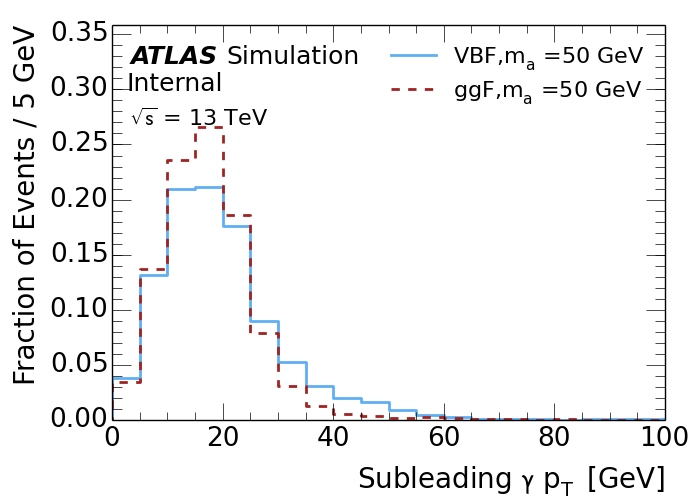 ATLAS Simulation
Internal
√s = 13 TeV
VBF,mₐ =50 GeV
ggF,mₐ =50 GeV
Fraction of Events / 5 GeV
0.35
0.30
0.25
0.20
0.15
0.10
0.05
0.00
0 20 40 60 80 100
Subleading γ p_T [GeV]